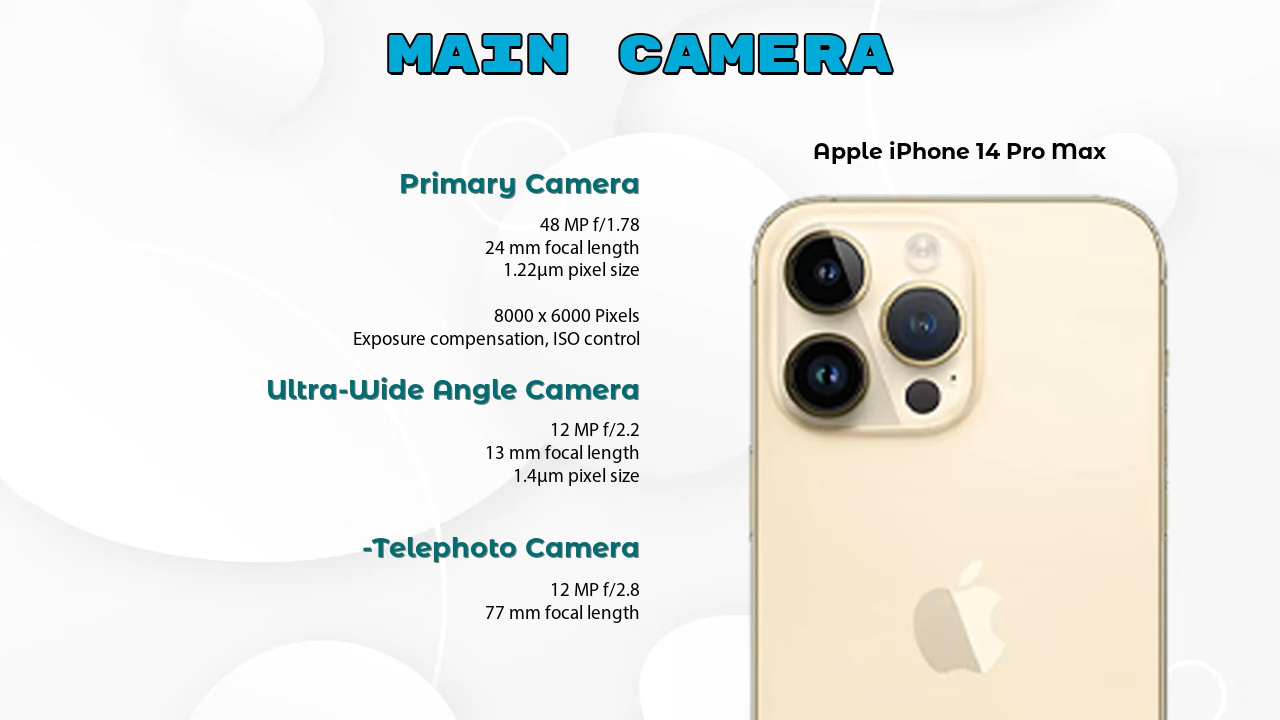 MAIN CAMERA
Apple iPhone 14 Pro Max
Primary Camera
48 MP f/1.78
24 mm focal length
1.22μm pixel size
8000 x 6000 Pixels
Exposure compensation, ISO control
Ultra-Wide Angle Camera
12 MP f/2.2
13 mm focal length
1.4μm pixel size
-Telephoto Camera
12 MP f/2.8
77 mm focal length